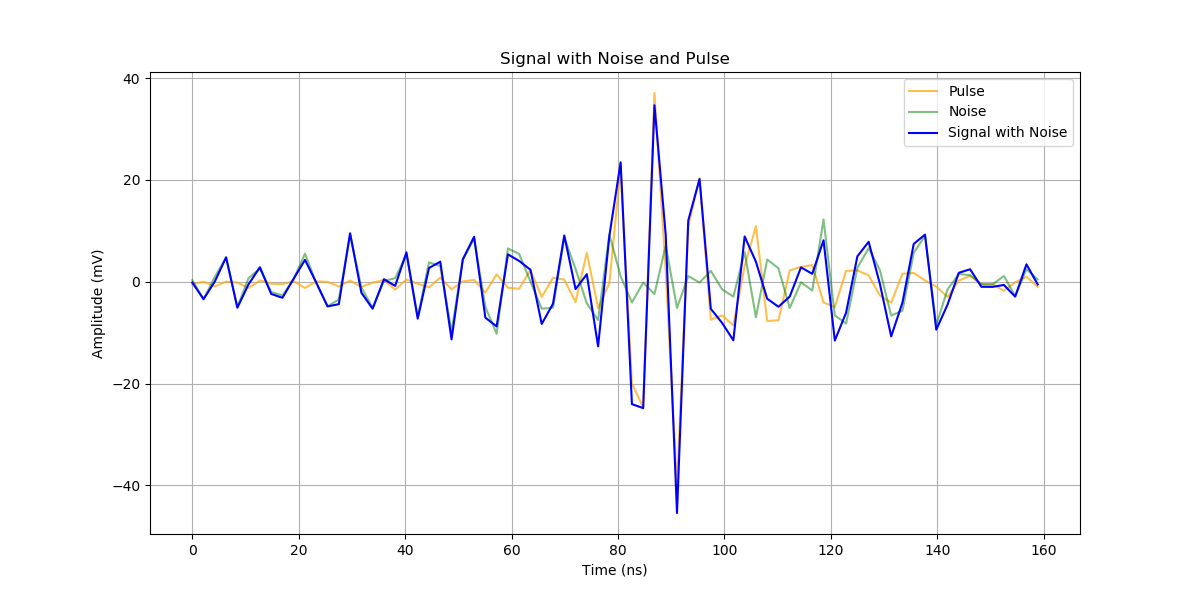 Signal with Noise and Pulse
Pulse
Noise
Signal with Noise
Amplitude (mV)
40
20
0
−20
−40
0 20 40 60 80 100 120 140 160
Time (ns)